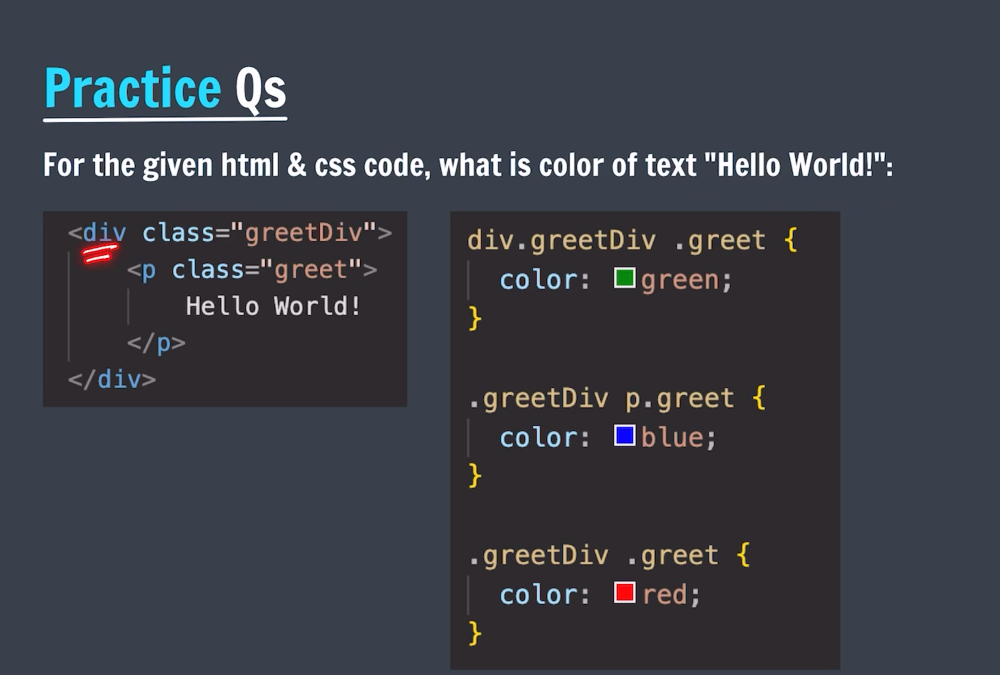 Practice Qs
For the given html & css code, what is color of text "Hello World!":
<div class="greetDiv">
<p class="greet">
Hello World!
</p>
</div>
div.greetDiv .greet {
color: green;
}
.greetDiv p.greet {
color: blue;
}
.greetDiv .greet {
color: red;
}